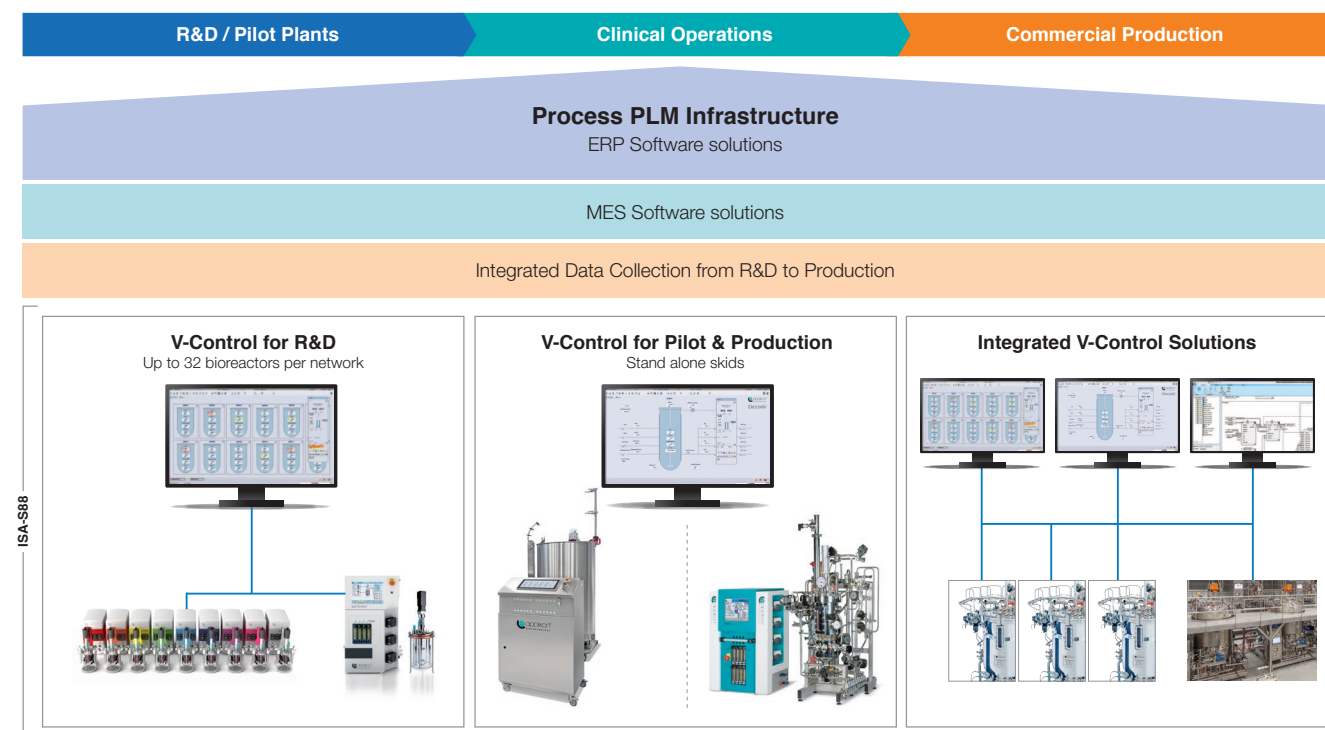 R&D / Pilot Plants
Clinical Operations
Commercial Production
Process PLM Infrastructure
ERP Software solutions
MES Software solutions
Integrated Data Collection from R&D to Production
ISA-S88
V-Control for R&D
Up to 32 bioreactors per network
V-Control for Pilot & Production
Stand alone skids
Integrated V-Control Solutions